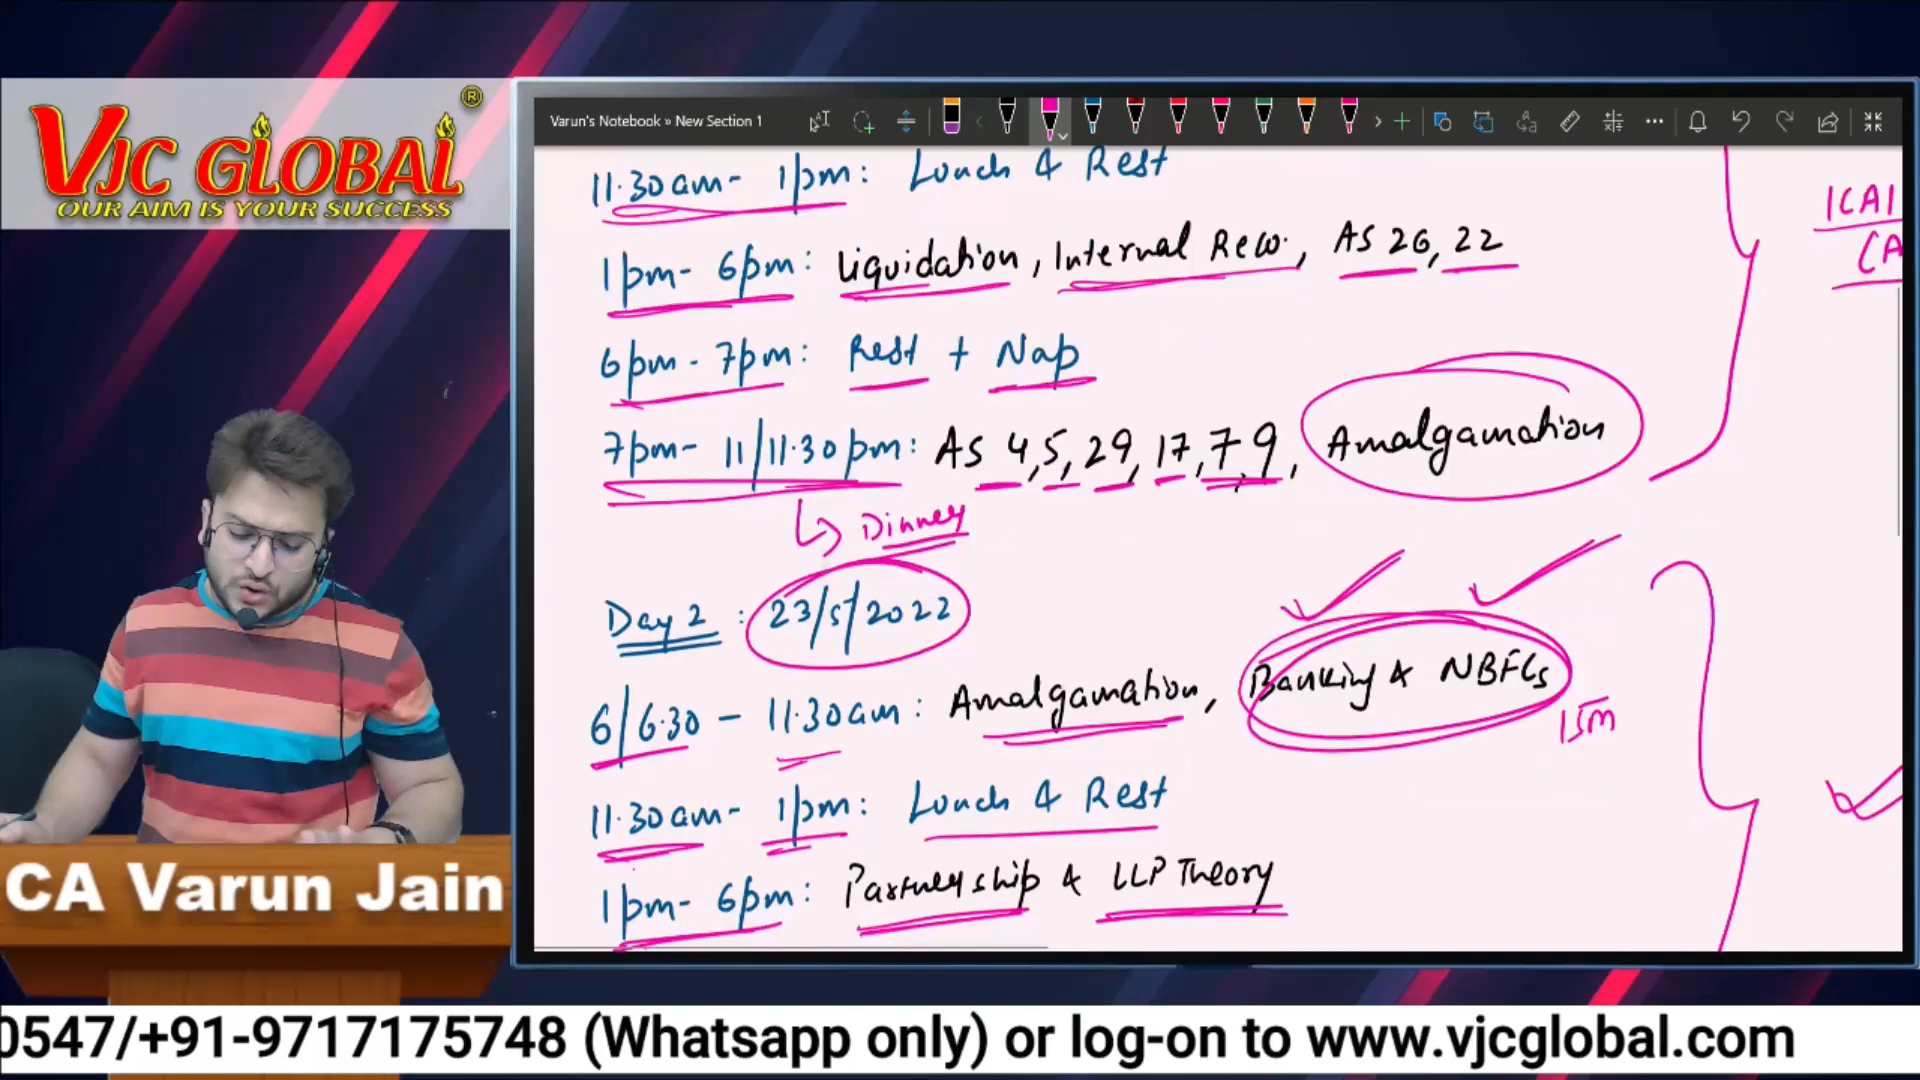 VJC GLOBAL ®
OUR AIM IS YOUR SUCCESS
Varun's Notebook » New Section 1
11.30am - 1pm: Lunch & Rest
1pm - 6pm: Liquidation, Internal Reco., AS 26, 22
6pm - 7pm: Rest + Nap
7pm - 11/11.30pm: AS 4, 5, 29, 17, 7, 9, Amalgamation
Dinner
ICAI
Day 2 : 23/5/2022
6/6.30 - 11.30am: Amalgamation, Banking & NBFCs
15m
11.30am - 1pm: Lunch & Rest
1pm - 6pm: Partnership & LLP Theory
CA Varun Jain
0547/+91-9717175748 (Whatsapp only) or log-on to www.vjcglobal.com